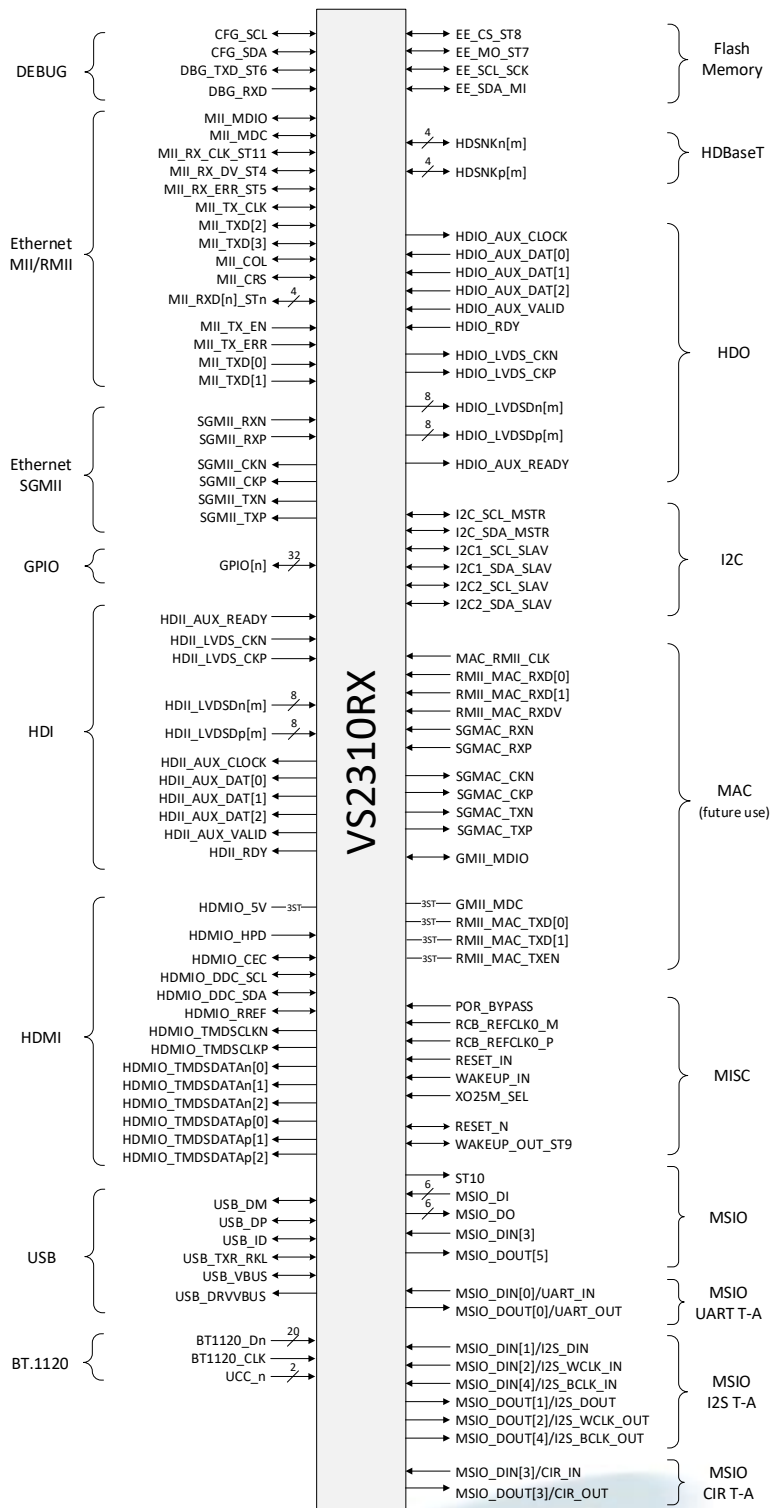 DEBUG
CFG_SCL
CFG_SDA
DBG_TXD_ST6
DBG_RXD
Ethernet
MII/RMII
MII_MDIO
MII_MDC
MII_RX_CLK_ST11
MII_RX_DV_ST4
MII_RX_ERR_ST5
MII_TX_CLK
MII_TXD[2]
MII_TXD[3]
MII_COL
MII_CRS
MII_RXD[n]_STn 4
MII_TX_EN
MII_TX_ERR
MII_TXD[0]
MII_TXD[1]
Ethernet
SGMII
SGMII_RXN
SGMII_RXP
SGMII_CKN
SGMII_CKP
SGMII_TXN
SGMII_TXP
GPIO
GPIO[n] 32
HDI
HDII_AUX_READY
HDII_LVDS_CKN
HDII_LVDS_CKP
HDII_LVDSDn[m] 8
HDII_LVDSDp[m] 8
HDII_AUX_CLOCK
HDII_AUX_DAT[0]
HDII_AUX_DAT[1]
HDII_AUX_DAT[2]
HDII_AUX_VALID
HDII_RDY
HDMI
HDMIO_5V 3ST
HDMIO_HPD
HDMIO_CEC
HDMIO_DDC_SCL
HDMIO_DDC_SDA
HDMIO_RREF
HDMIO_TMDSCLKN
HDMIO_TMDSCLKP
HDMIO_TMDSDATAn[0]
HDMIO_TMDSDATAn[1]
HDMIO_TMDSDATAn[2]
HDMIO_TMDSDATAp[0]
HDMIO_TMDSDATAp[1]
HDMIO_TMDSDATAp[2]
USB
USB_DM
USB_DP
USB_ID
USB_TXR_RKL
USB_VBUS
USB_DRVVBUS
BT.1120
BT1120_Dn 20
BT1120_CLK
UCC_n 2
VS2310RX
EE_CS_ST8
EE_MO_ST7
EE_SCL_SCK
EE_SDA_MI
Flash
Memory
4 HDSNKn[m]
4 HDSNKp[m]
HDBaseT
HDIO_AUX_CLOCK
HDIO_AUX_DAT[0]
HDIO_AUX_DAT[1]
HDIO_AUX_DAT[2]
HDIO_AUX_VALID
HDIO_RDY
HDIO_LVDS_CKN
HDIO_LVDS_CKP
8 HDIO_LVDSDn[m]
8 HDIO_LVDSDp[m]
HDIO_AUX_READY
HDO
I2C_SCL_MSTR
I2C_SDA_MSTR
I2C1_SCL_SLAV
I2C1_SDA_SLAV
I2C2_SCL_SLAV
I2C2_SDA_SLAV
I2C
MAC_RMII_CLK
RMII_MAC_RXD[0]
RMII_MAC_RXD[1]
RMII_MAC_RXDV
SGMAC_RXN
SGMAC_RXP
SGMAC_CKN
SGMAC_CKP
SGMAC_TXN
SGMAC_TXP
GMII_MDIO
3ST GMII_MDC
3ST RMII_MAC_TXD[0]
3ST RMII_MAC_TXD[1]
3ST RMII_MAC_TXEN
MAC
(future use)
POR_BYPASS
RCB_REFCLK0_M
RCB_REFCLK0_P
RESET_IN
WAKEUP_IN
XO25M_SEL
RESET_N
WAKEUP_OUT_ST9
MISC
ST10
6 MSIO_DI
6 MSIO_DO
MSIO_DIN[3]
MSIO_DOUT[5]
MSIO
MSIO_DIN[0]/UART_IN
MSIO_DOUT[0]/UART_OUT
MSIO
UART T-A
MSIO_DIN[1]/I2S_DIN
MSIO_DIN[2]/I2S_WCLK_IN
MSIO_DIN[4]/I2S_BCLK_IN
MSIO_DOUT[1]/I2S_DOUT
MSIO_DOUT[2]/I2S_WCLK_OUT
MSIO_DOUT[4]/I2S_BCLK_OUT
MSIO
I2S T-A
MSIO_DIN[3]/CIR_IN
MSIO_DOUT[3]/CIR_OUT
MSIO
CIR T-A